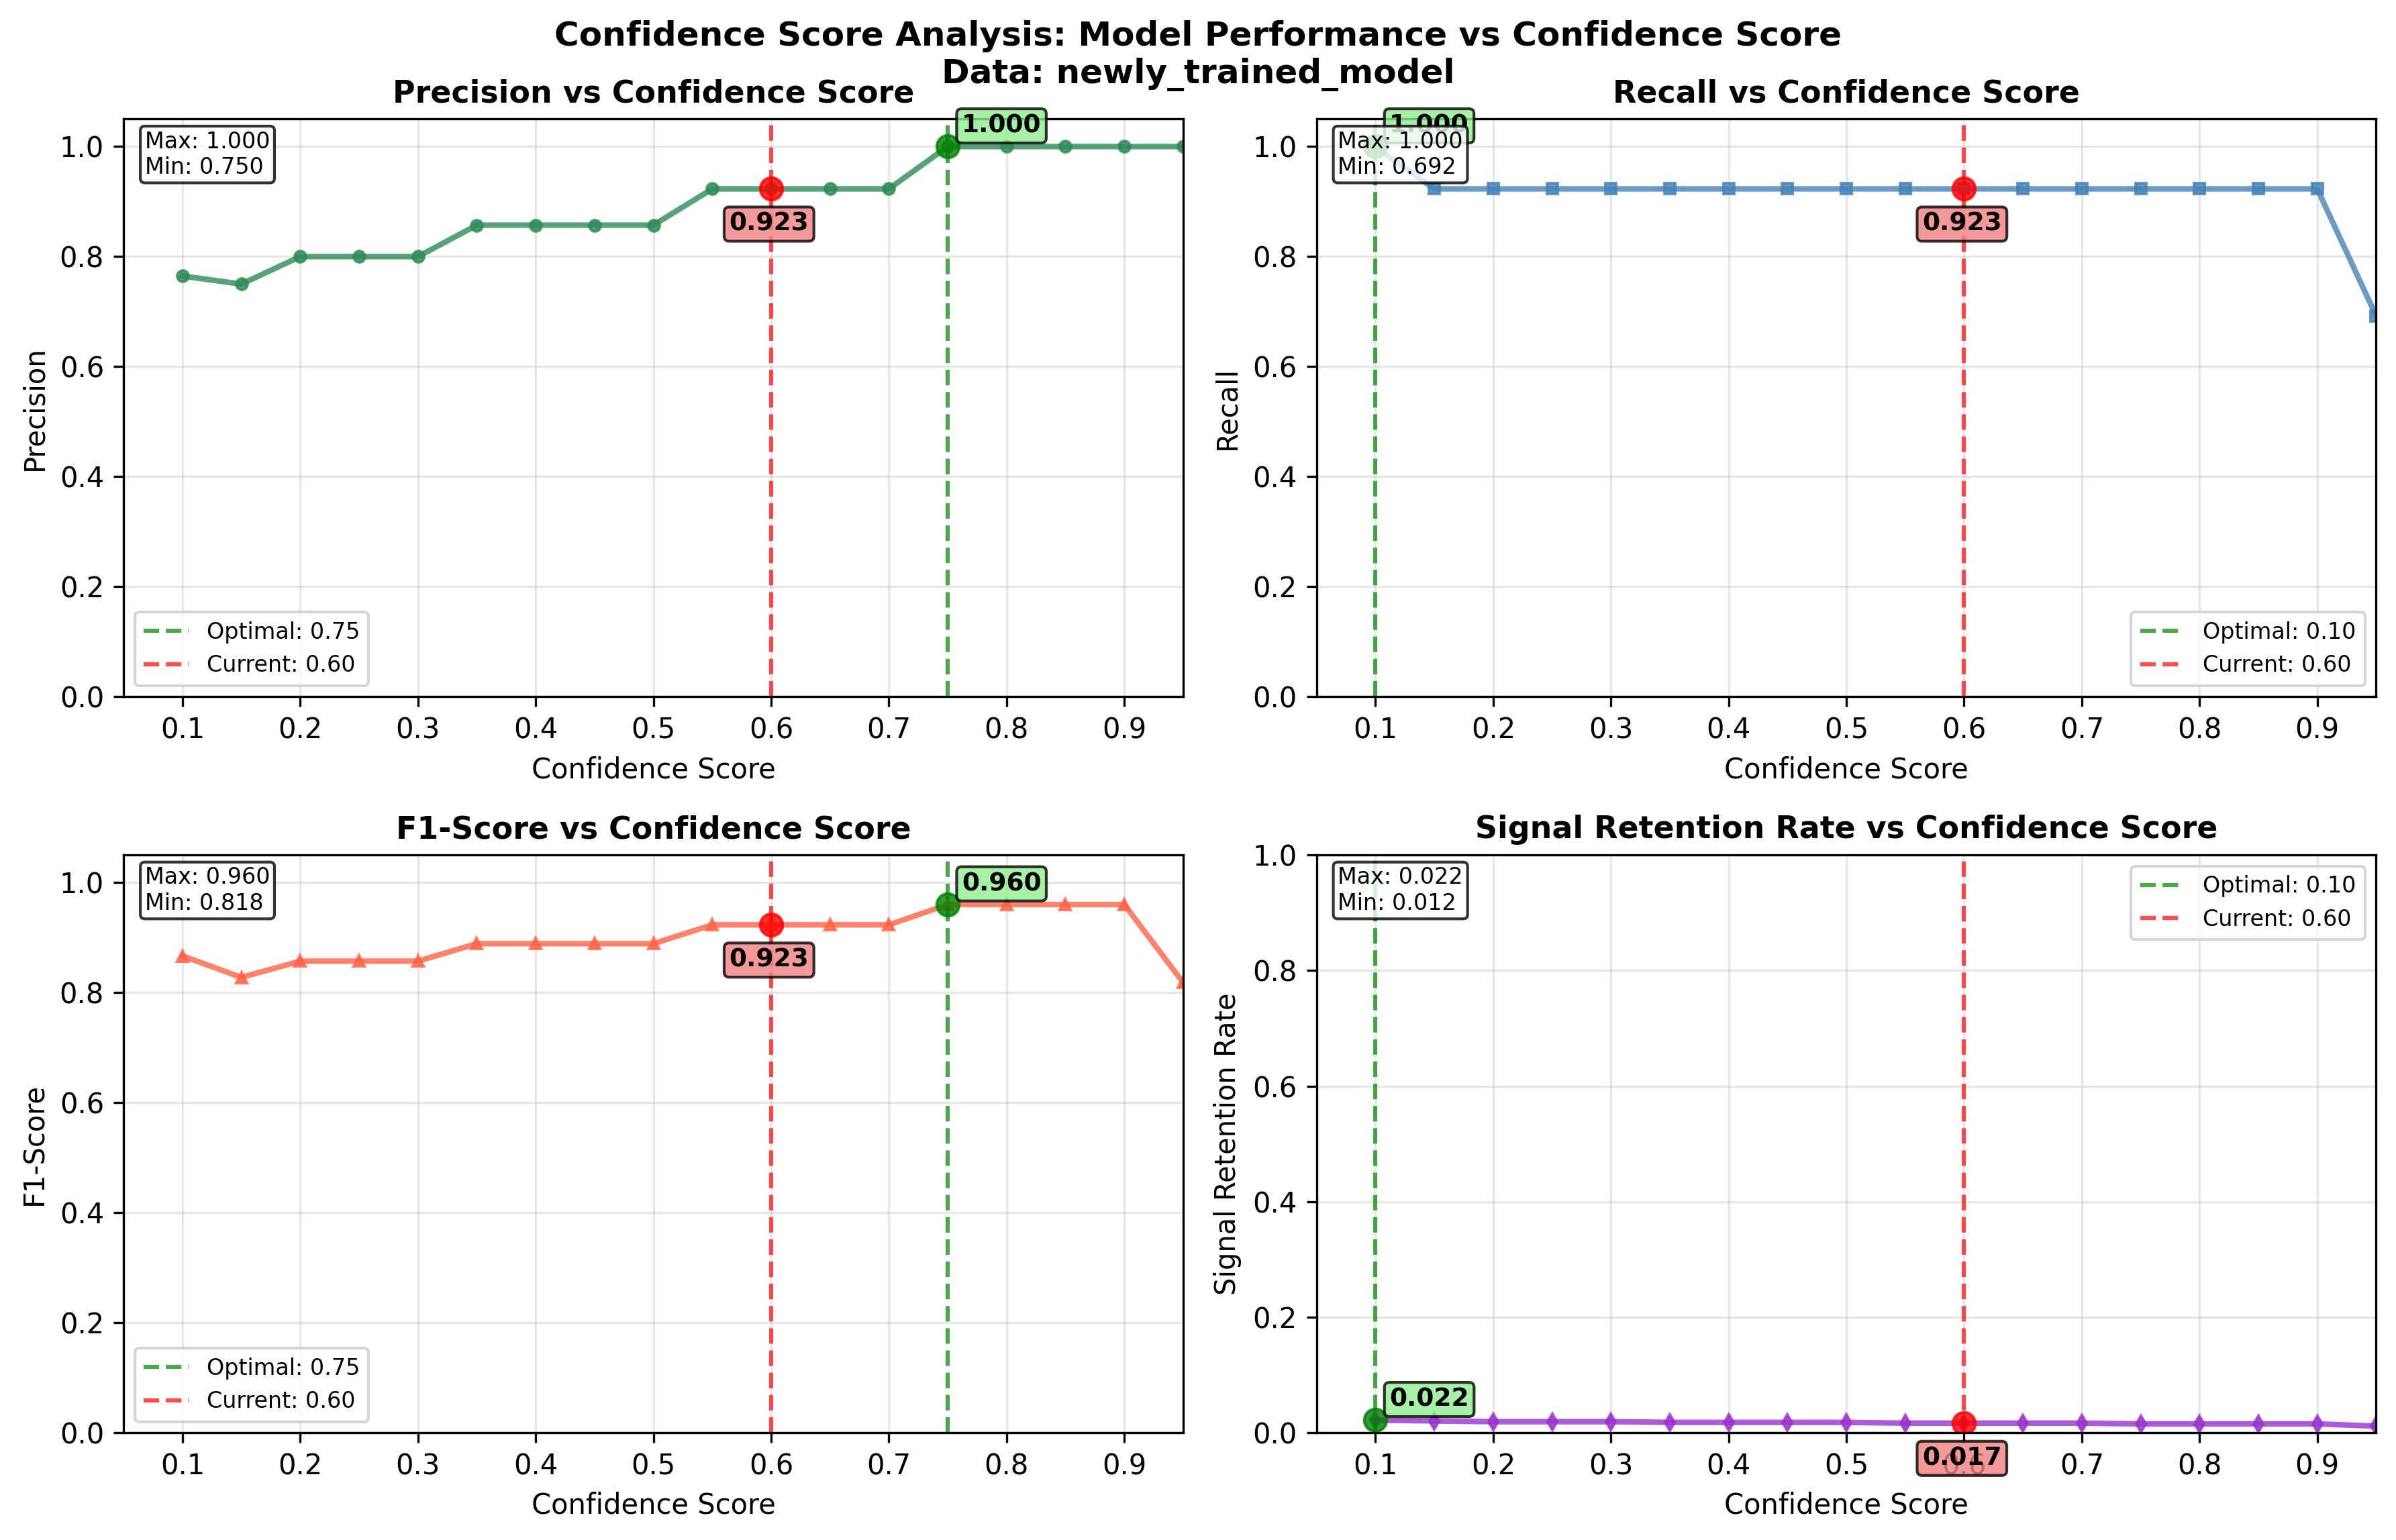 Confidence Score Analysis: Model Performance vs Confidence Score
Data: newly_trained_model
Precision vs Confidence Score
Max: 1.000
Min: 0.750
1.000
0.923
Precision
1.0
0.8
0.6
0.4
0.2
0.0
Optimal: 0.75
Current: 0.60
0.1 0.2 0.3 0.4 0.5 0.6 0.7 0.8 0.9
Confidence Score
Recall vs Confidence Score
1.000
Max: 1.000
Min: 0.692
0.923
Recall
1.0
0.8
0.6
0.4
0.2
0.0
Optimal: 0.10
Current: 0.60
0.1 0.2 0.3 0.4 0.5 0.6 0.7 0.8 0.9
Confidence Score
F1-Score vs Confidence Score
Max: 0.960
Min: 0.818
0.960
0.923
F1-Score
1.0
0.8
0.6
0.4
0.2
0.0
Optimal: 0.75
Current: 0.60
0.1 0.2 0.3 0.4 0.5 0.6 0.7 0.8 0.9
Confidence Score
Signal Retention Rate vs Confidence Score
Max: 0.022
Min: 0.012
Optimal: 0.10
Current: 0.60
Signal Retention Rate
1.0
0.8
0.6
0.4
0.2
0.0
0.022
0.017
0.1 0.2 0.3 0.4 0.5 0.7 0.8 0.9
Confidence Score